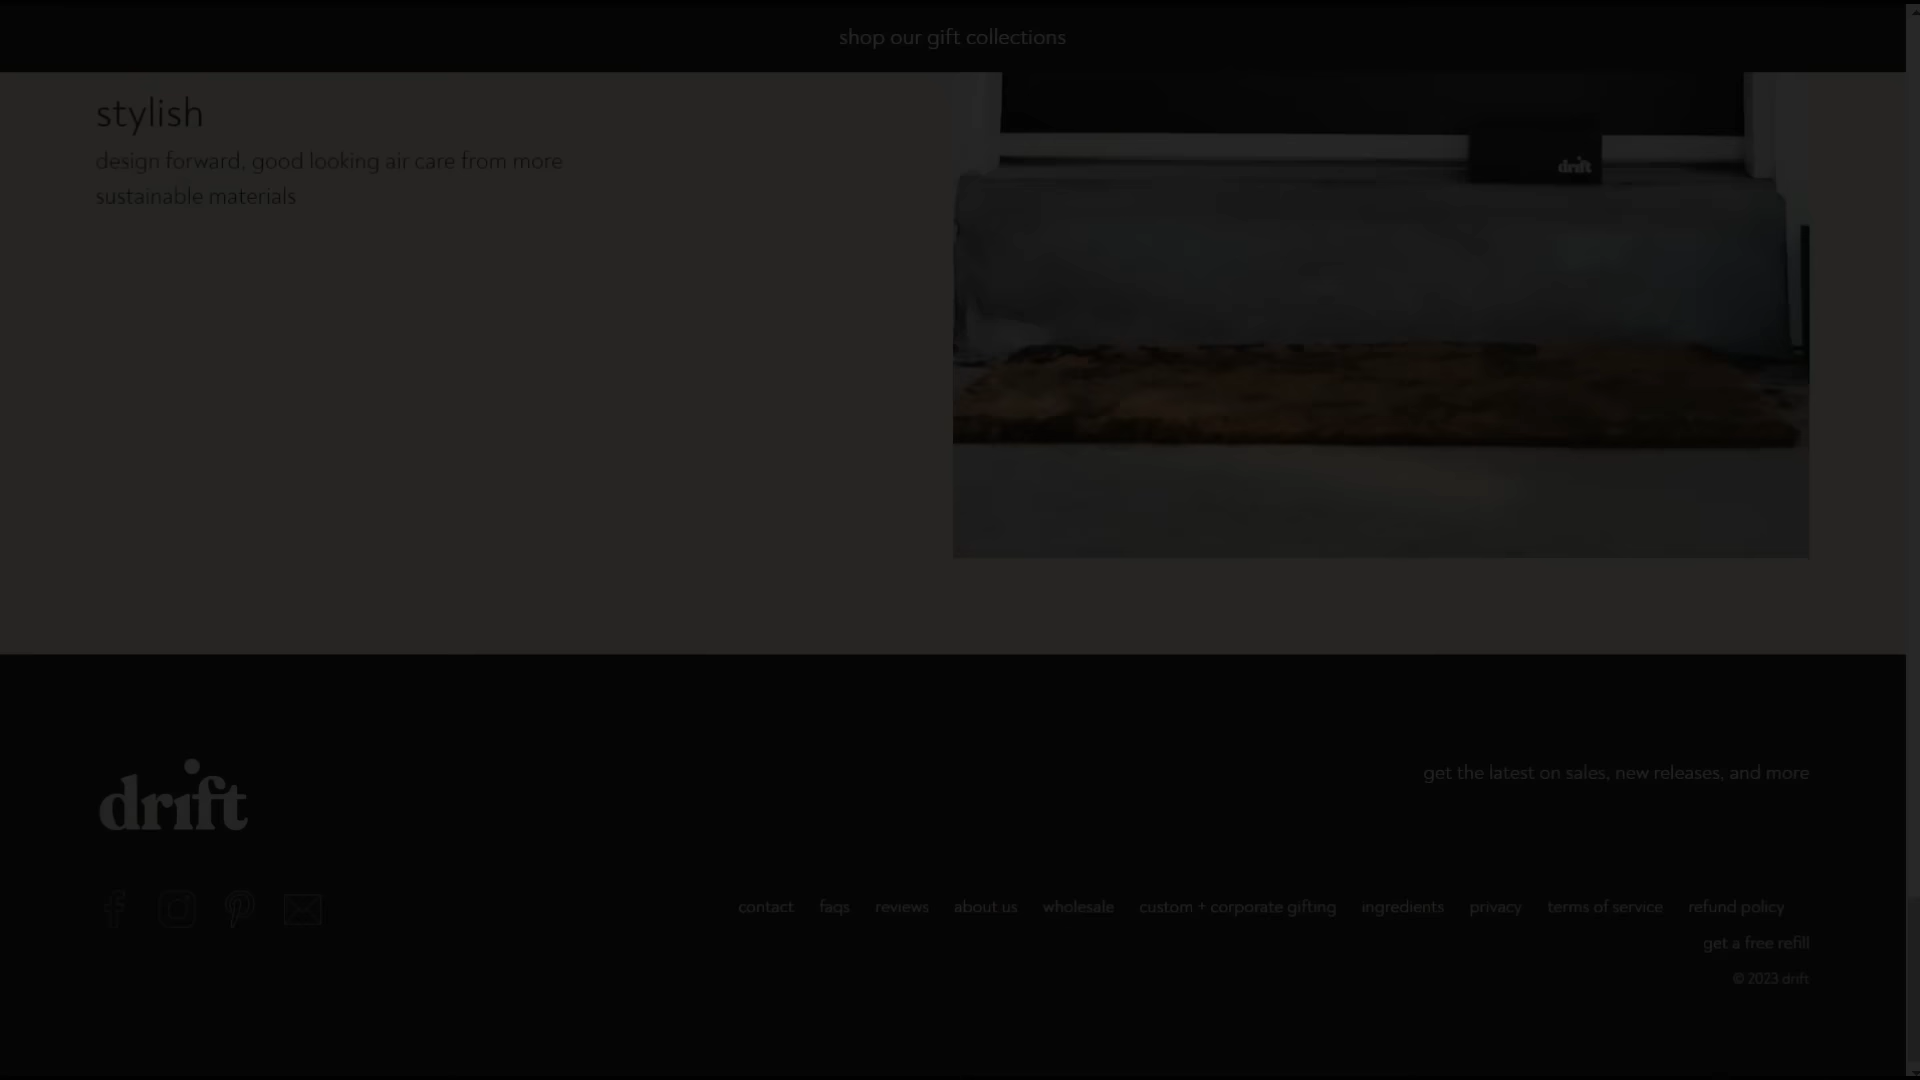 shop our gift collections
stylish
design forward, good looking air care from more
sustainable materials
drift
drift
get the latest on sales, new releases, and more
contact faqs reviews about us wholesale custom + corporate gifting ingredients privacy terms of service refund policy
get a free refill
© 2023 drift